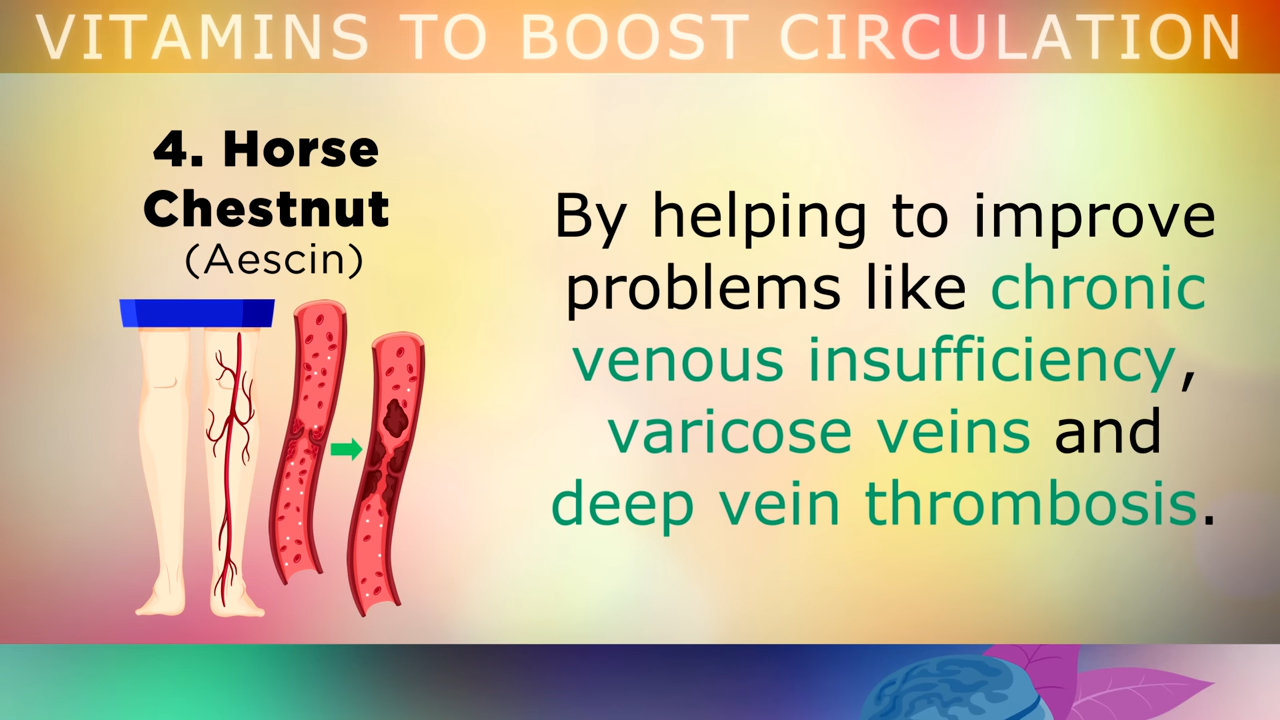 VITAMINS TO BOOST CIRCULATION
4. Horse
Chestnut
(Aescin)
By helping to improve
problems like chronic
venous insufficiency,
varicose veins and
deep vein thrombosis.